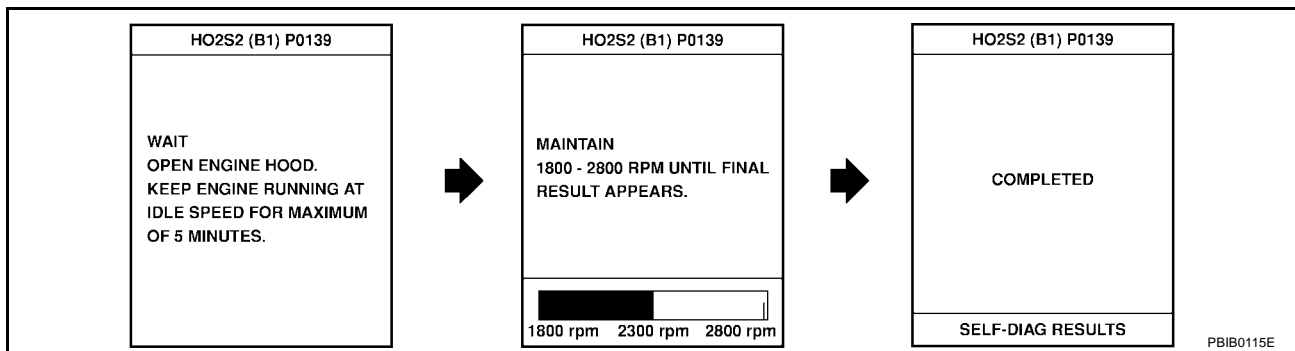 HO2S2 (B1) P0139
WAIT
OPEN ENGINE HOOD.
KEEP ENGINE RUNNING AT
IDLE SPEED FOR MAXIMUM
OF 5 MINUTES.
HO2S2 (B1) P0139
MAINTAIN
1800 - 2800 RPM UNTIL FINAL
RESULT APPEARS.
1800 rpm 2300 rpm 2800 rpm
HO2S2 (B1) P0139
COMPLETED
SELF-DIAG RESULTS
PBIB0115E